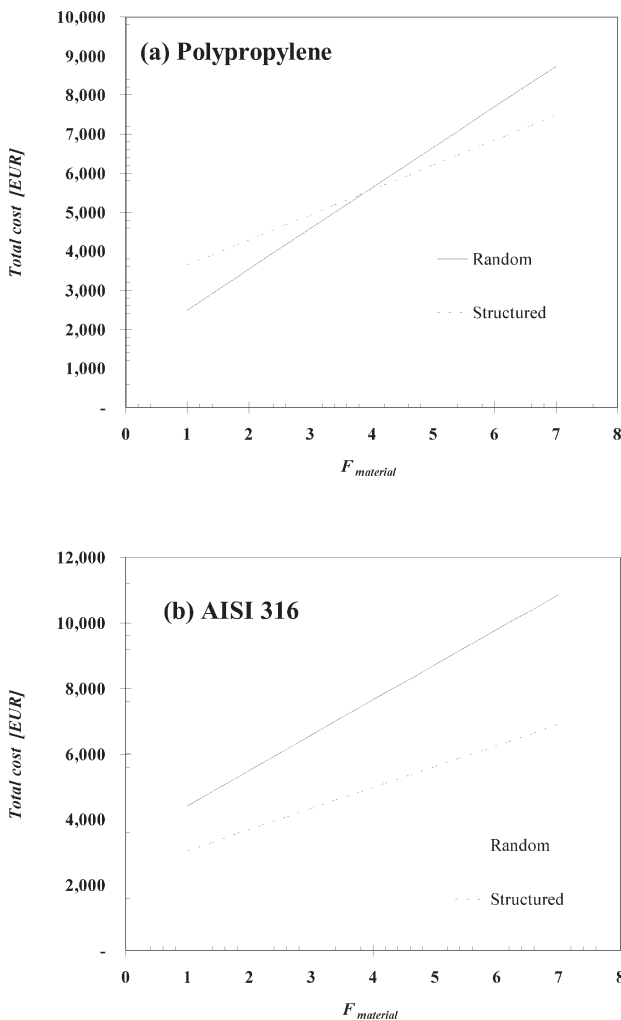 10,000
(a) Polypropylene
9,000
8,000
7,000
6,000
5,000
4,000
3,000
2,000
1,000
-
Total cost [EUR]
Random
Structured
0 1 2 3 4 5 6 7 8
F material
12,000
(b) AISI 316
10,000
8,000
6,000
4,000
2,000
-
Total cost [EUR]
Random
Structured
0 1 2 3 4 5 6 7 8
F material